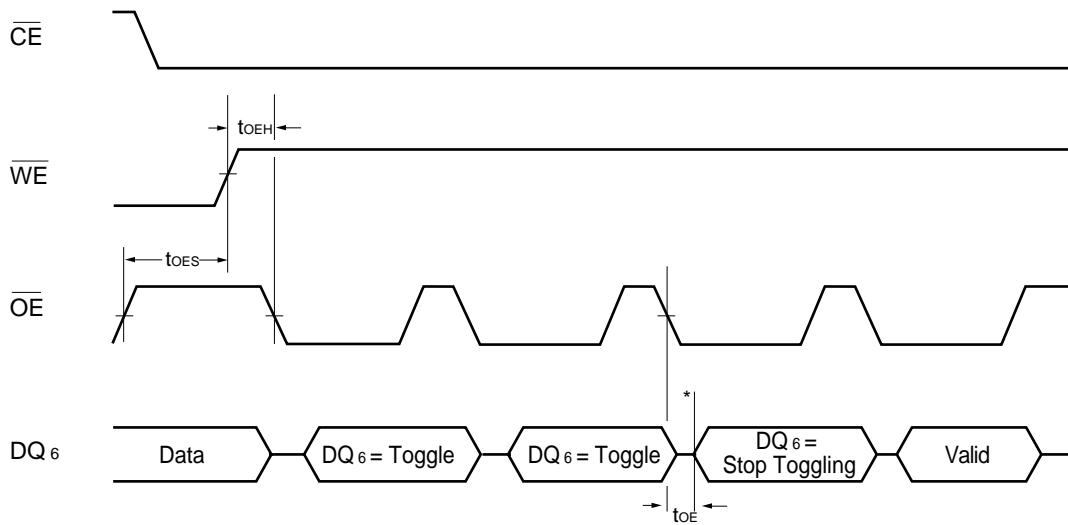 CE
tOEH
WE
tOES
OE
*
DQ6
Data
DQ6 = Toggle
DQ6 = Toggle
DQ6 =
Stop Toggling
Valid
tOE